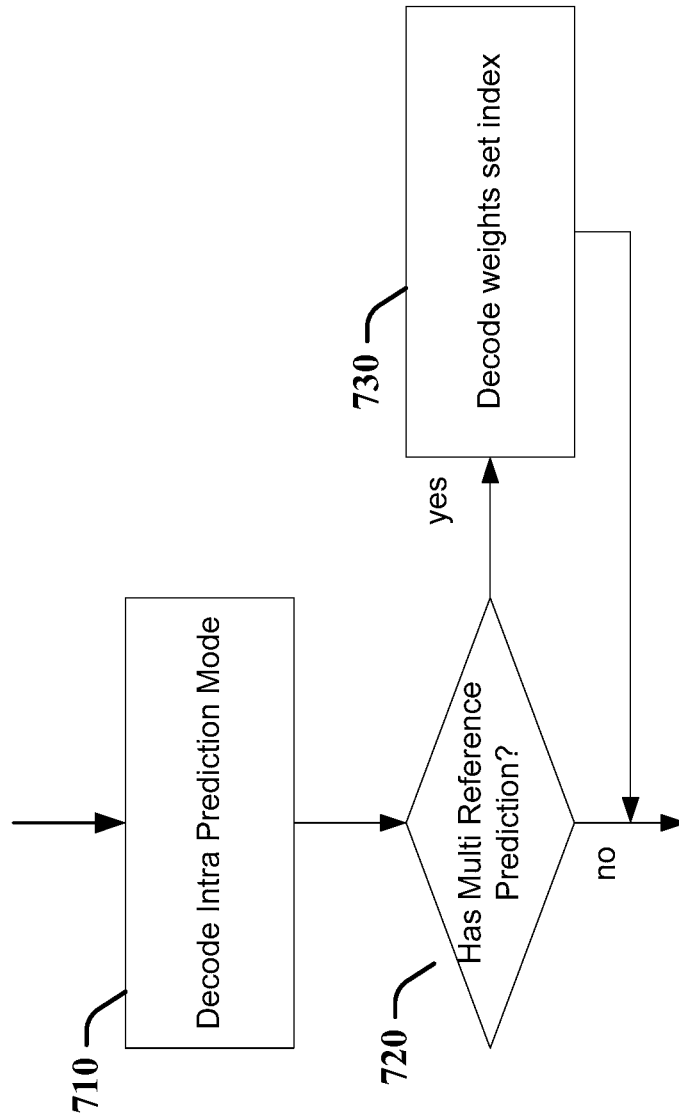 710
Decode Intra Prediction Mode
720
Has Multi Reference
Prediction?
yes
no
730
Decode weights set index